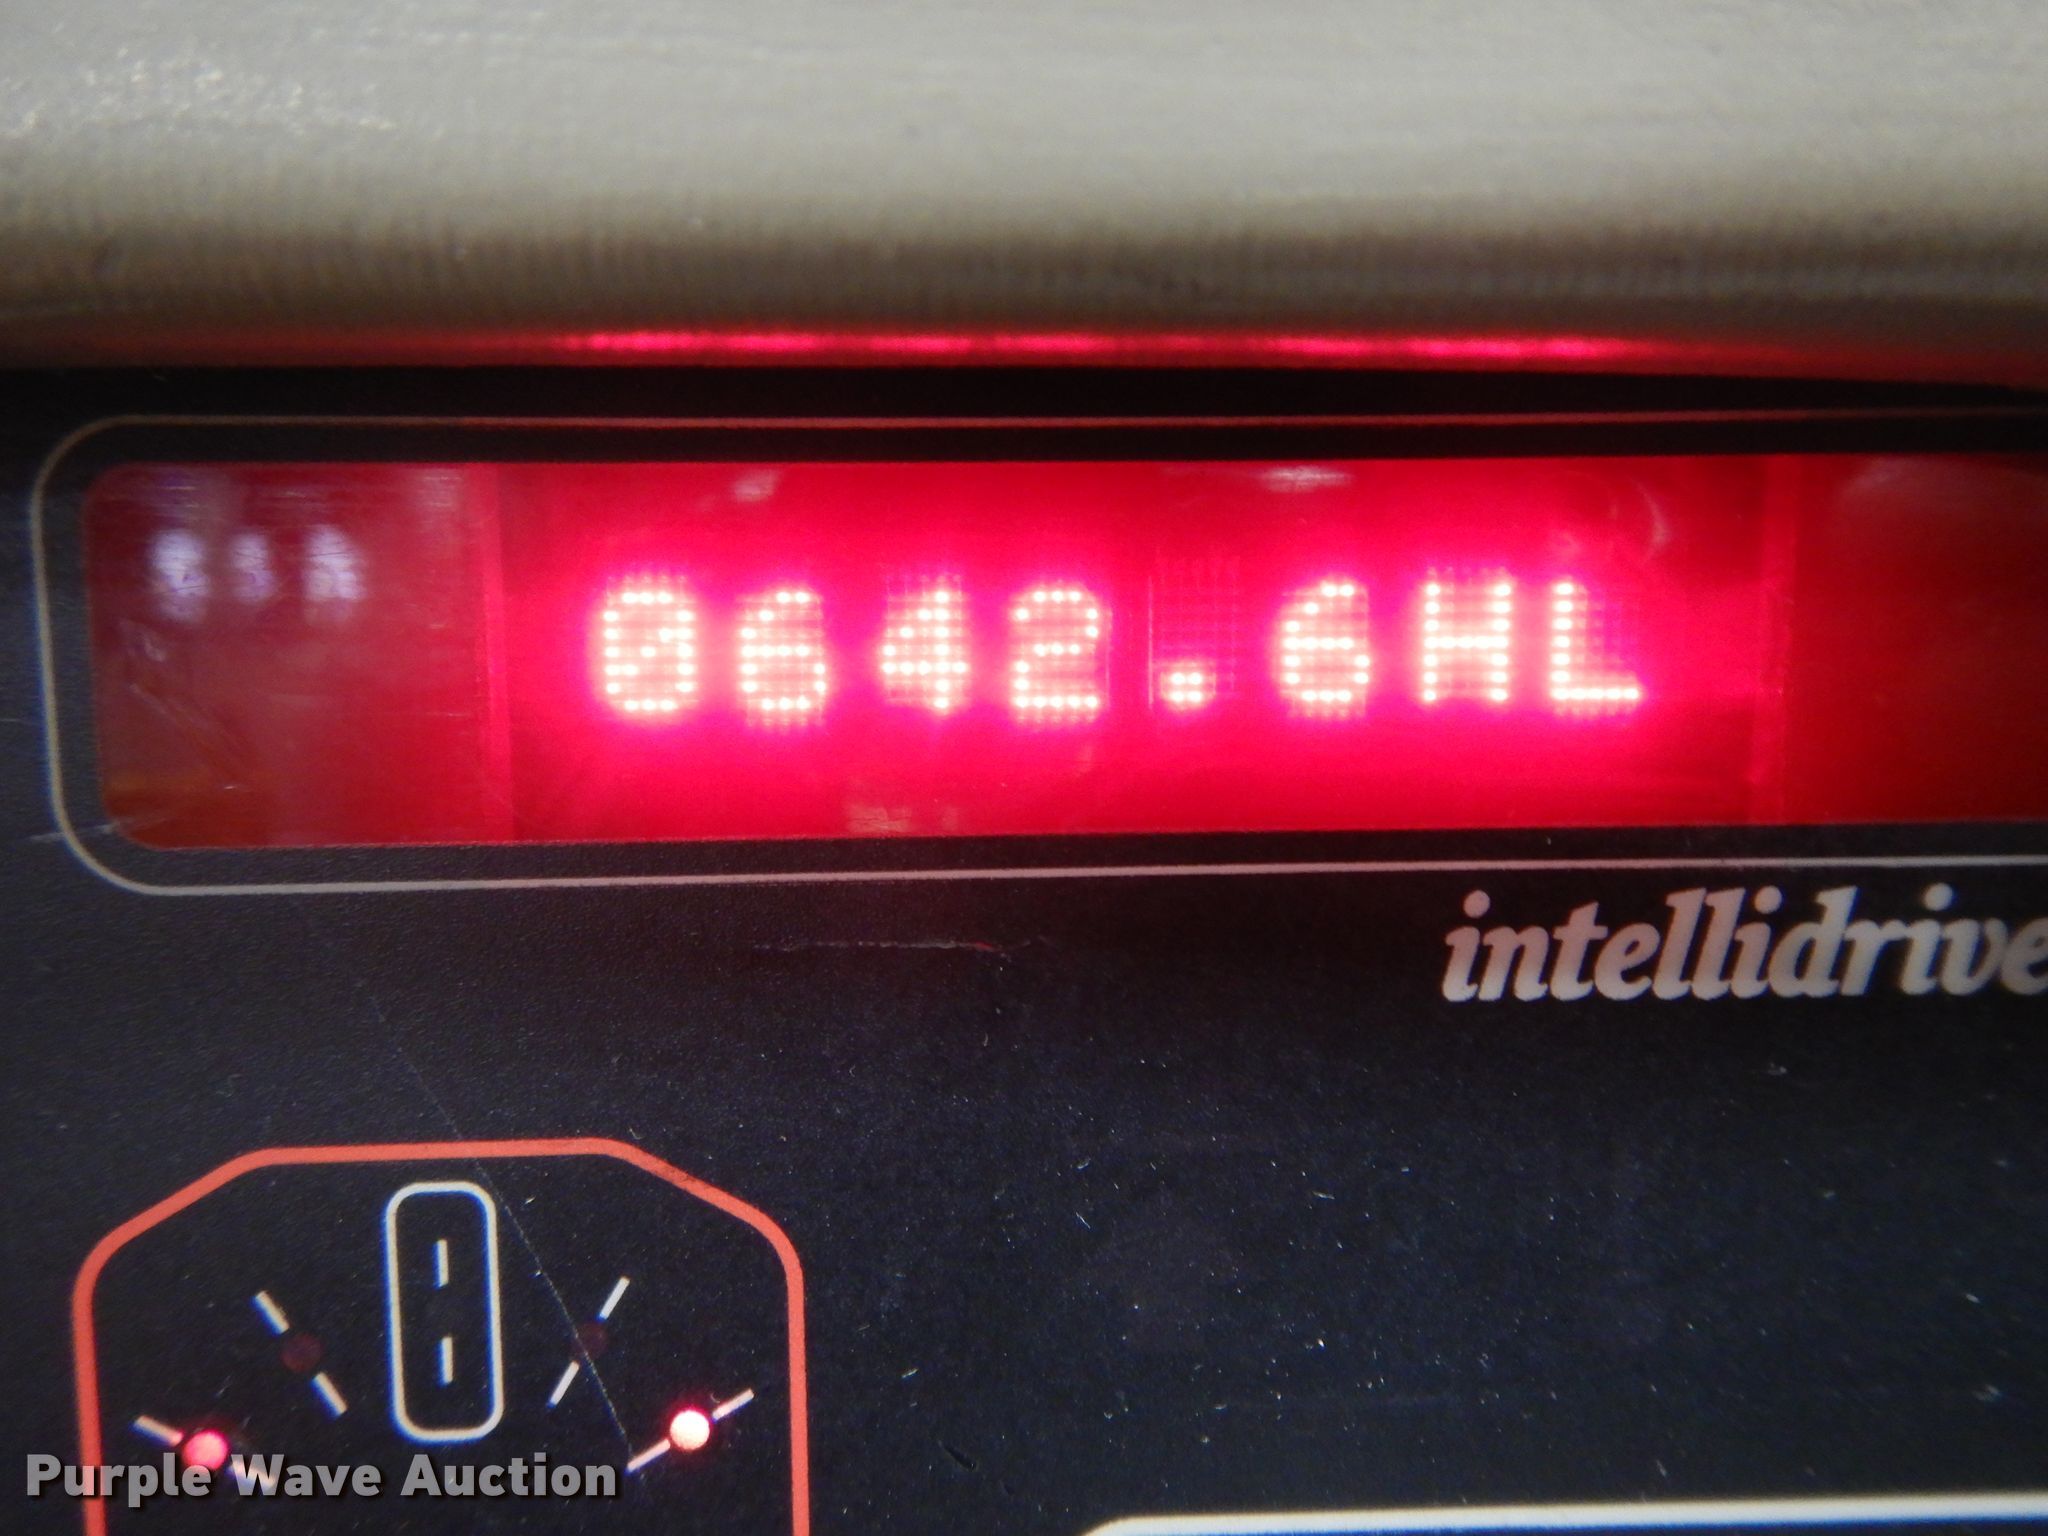 0642.6HL
intellidrive
Purple Wave Auction